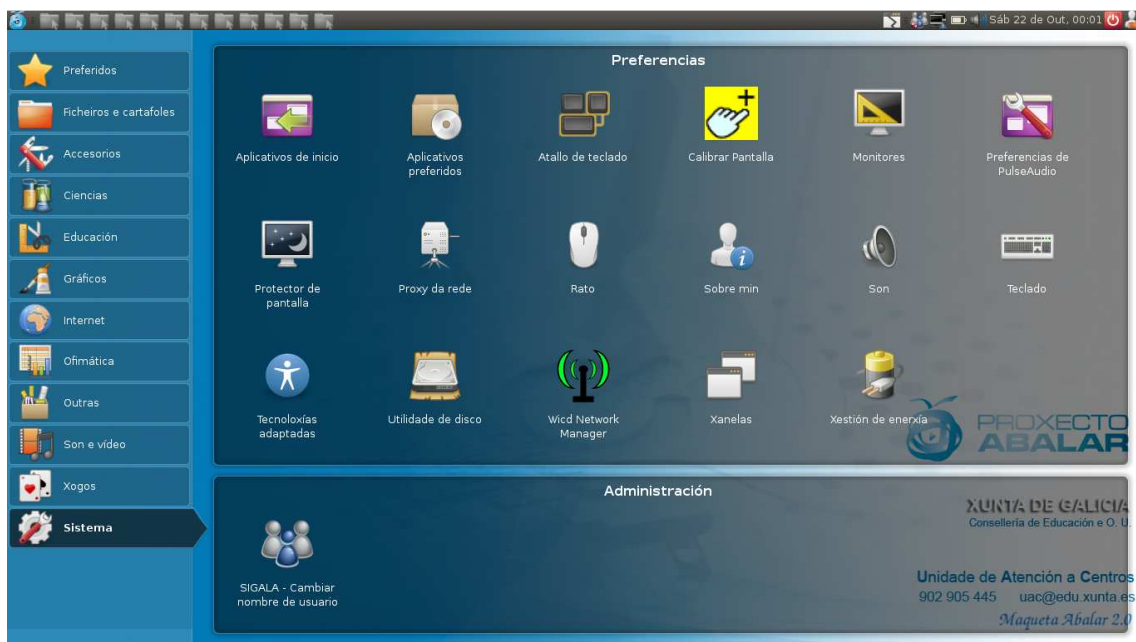 Sáb 22 de Out, 00:01
Preferidos
Ficheiros e cartafoles
Accesorios
Ciencias
Educación
Gráficos
Internet
Ofimática
Outras
Son e vídeo
Xogos
Sistema
Preferencias
Aplicativos de inicio
Aplicativos
preferidos
Atallo de teclado
Calibrar Pantalla
Monitores
Preferencias de
PulseAudio
Protector de
pantalla
Proxy da rede
Rato
Sobre min
Son
Teclado
Tecnoloxías
adaptadas
Utilidade de disco
Wicd Network
Manager
Xanelas
Xestión de enerxía
PROXECTO
ABALAR
Administración
SIGALA - Cambiar
nombre de usuario
XUNTA DE GALICIA
Consellería de Educación e O. U.
Unidade de Atención a Centros
902 905 445 uac@edu.xunta.es
Maqueta Abalar 2.0